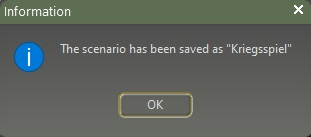 Information
The scenario has been saved as "Kriegsspiel"
OK